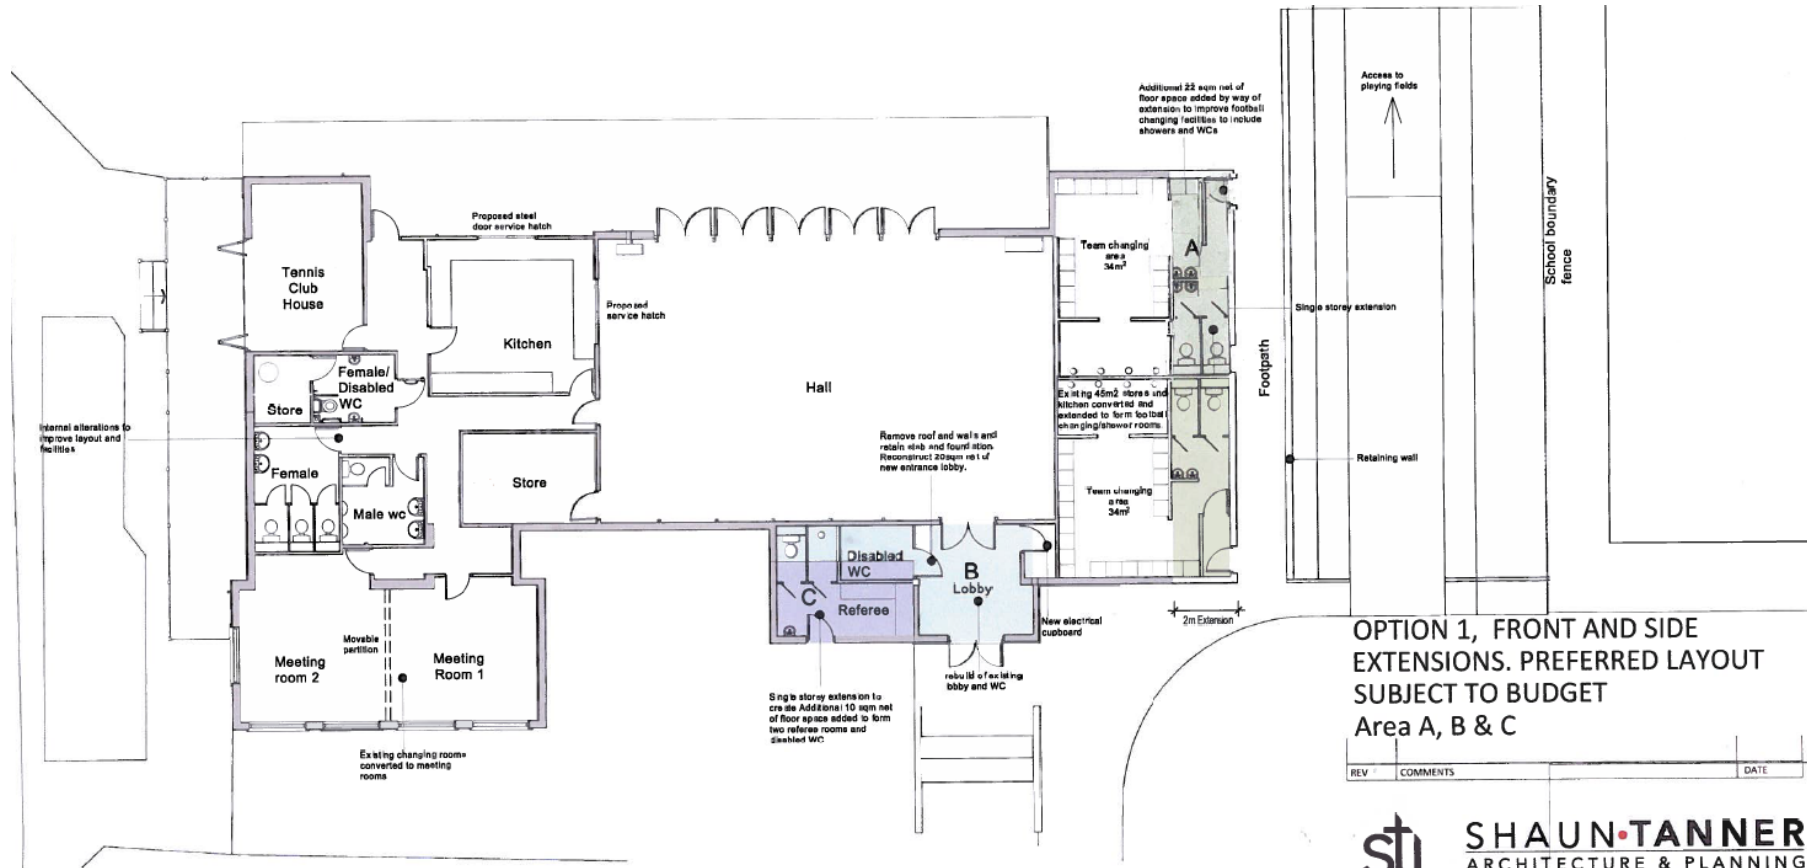 Access to
playing fields
Additional 22 sqm net of
floor space added by way of
extension to improve football
changing facilities to include
showers and WCs
School boundary
fence
Proposed steel
door service hatch
Tennis
Club
House
Team changing
area
34m²
A
Single storey extension
Proposed
service hatch
Kitchen
Footpath
Hall
Female/
Disabled
WC
Store
Existing 45m2 stores and
kitchen converted and
extended to form football
changing/shower rooms.
Internal alterations to
improve layout and
facilities
Remove roof and walls and
retain slab and foundation.
Reconstruct 20sqm net of
new entrance lobby.
Retaining wall
Female
Store
Male wc
Team changing
area
34m²
Disabled
WC
B
Lobby
C
Referee
New electrical
cupboard
2m Extension
Movable
partition
Meeting
room 2
Meeting
Room 1
rebuild of existing
lobby and WC
Single storey extension to
create Additional 10 sqm net
of floor space added to form
two referee rooms and
disabled WC
Existing changing rooms
converted to meeting
rooms
OPTION 1, FRONT AND SIDE
EXTENSIONS. PREFERRED LAYOUT
SUBJECT TO BUDGET
Area A, B & C
REV COMMENTS DATE
SHAUN•TANNER
ARCHITECTURE & PLANNING